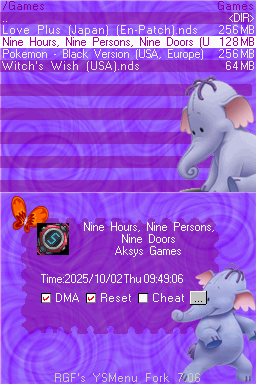 /Games Games
.. <DIR>
Love Plus (Japan) (En-Patch).nds 256MB
Nine Hours, Nine Persons, Nine Doors (U 128MB
Pokemon - Black Version (USA, Europe) 256MB
Witch's Wish (USA).nds 64MB
Nine Hours, Nine Persons,
Nine Doors
Aksys Games
Time:2025/10/02Thu 09:49:06
DMA Reset Cheat ...
RGF's YSMenu Fork 7.06